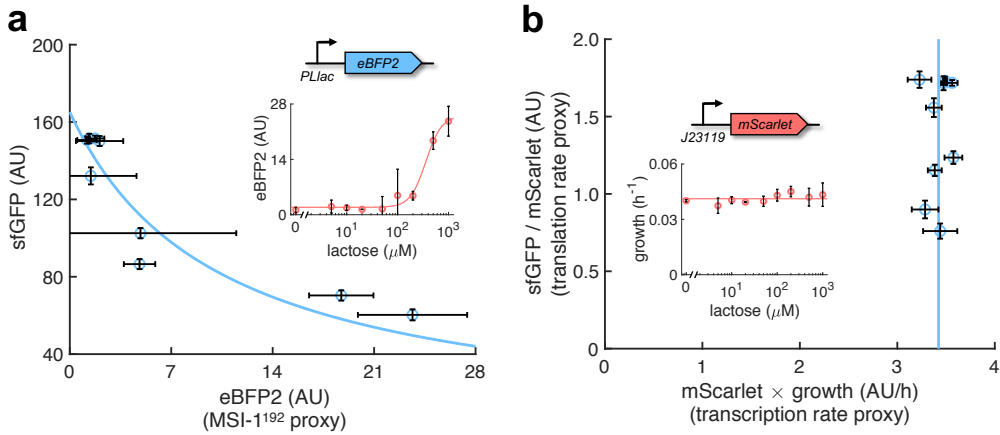 a
200
160
120
80
40
sfGFP (AU)
0
7
14
21
28
eBFP2 (AU)
(MSI-1¹⁹² proxy)
PLlac
eBFP2
28
14
0
eBFP2 (AU)
0
10¹
10²
10³
lactose (μM)
b
2.0
1.5
1.0
0.5
0
sfGFP / mScarlet (AU)
(translation rate proxy)
0
1
2
3
4
mScarlet × growth (AU/h)
(transcription rate proxy)
J23119
mScarlet
0.06
0.03
0
growth (h⁻¹)
0
10¹
10²
10³
lactose (μM)